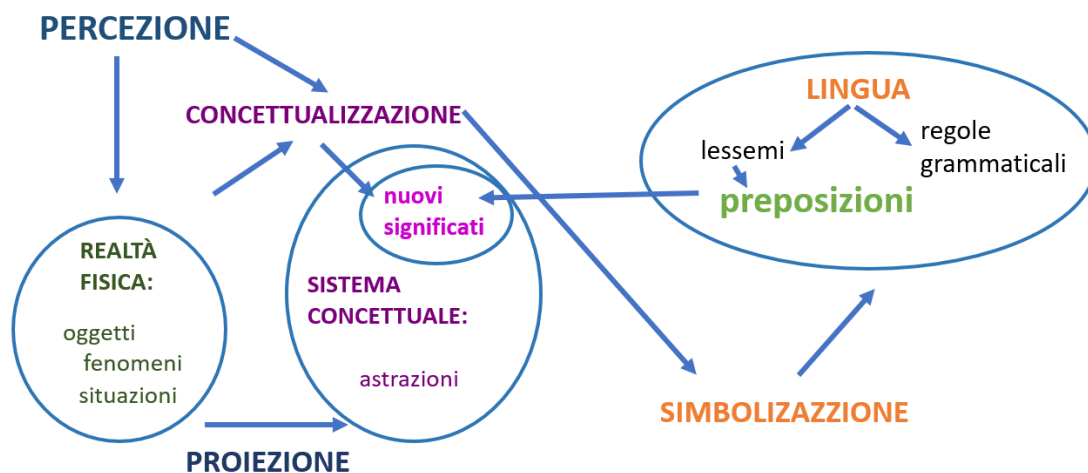 PERCEZIONE
CONCETTUALIZZAZIONE
LINGUA
lessemi
regole
grammaticali
preposizioni
nuovi
significati
REALTÀ
FISICA:
oggetti
fenomeni
situazioni
SISTEMA
CONCETTUALE:
astrazioni
SIMBOLIZAZZIONE
PROIEZIONE